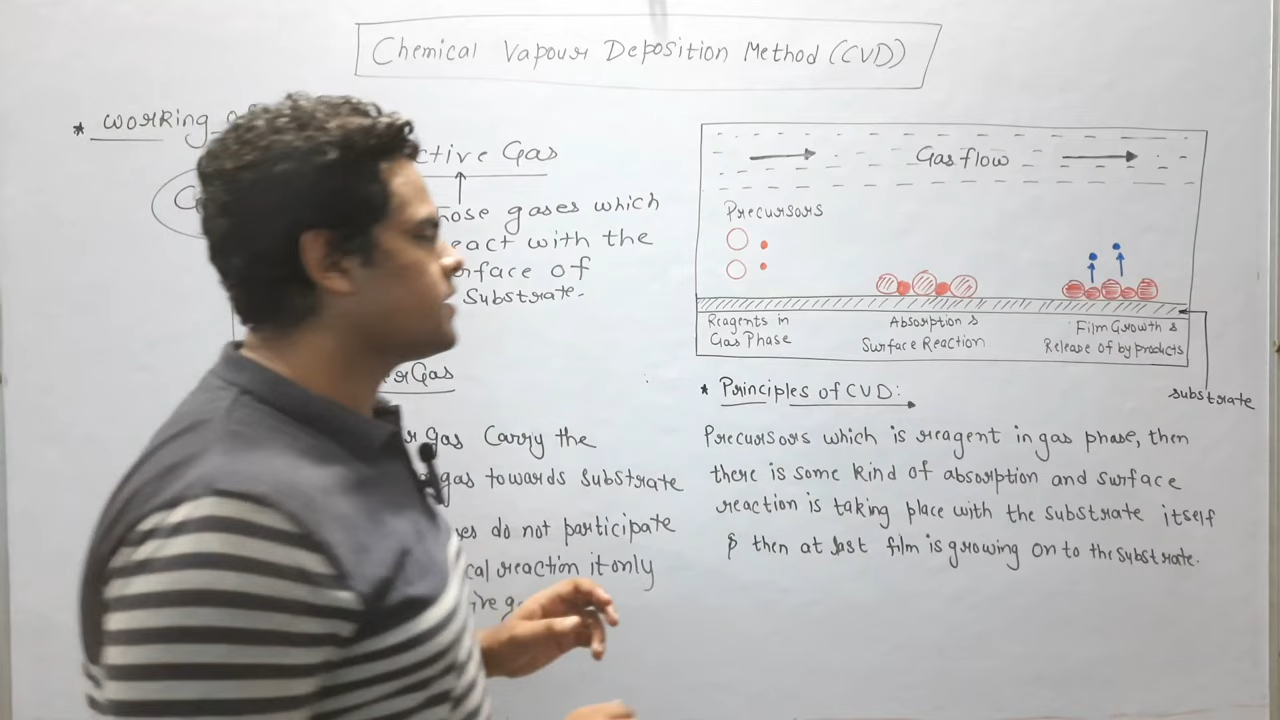 Chemical Vapour Deposition Method (CVD)
* Working
ctive Gas
hose gases which
eact with the
rface of
Substrate.
rGas
r gas Carry the
gas towards substrate
ses do not participate
cal reaction it only
ive g
Gas flow
Precursors
Reagents in
Gas Phase
Absorption &
Surface Reaction
Film Growth &
Release of by products
substrate
* Principles of CVD:
Precursors which is reagent in gas phase, then
there is some kind of absorption and surface
reaction is taking place with the substrate itself
& then at last film is growing on to the substrate.